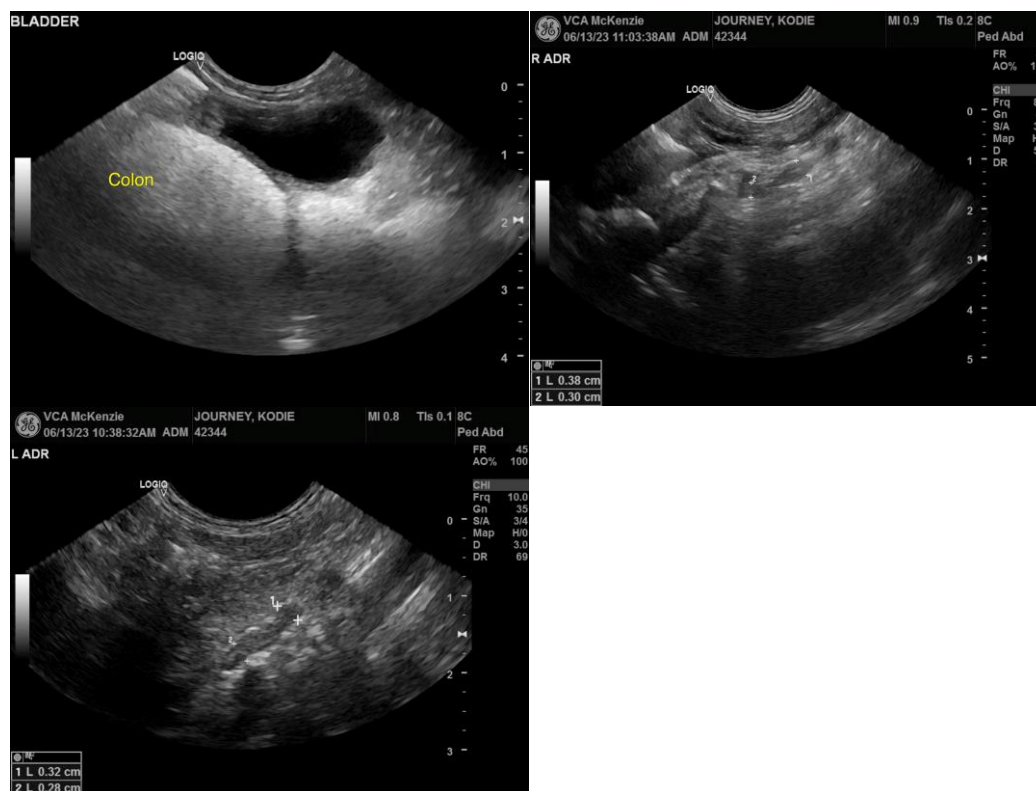 BLADDER
LOGIQ
0
1
Colon
2
3
4
VCA McKenzie JOURNEY, KODIE MI 0.9 TIs 0.2 8C
06/13/23 11:03:38AM ADM 42344 Ped Abd
R ADR
FR
AO% 1
LOGIQ
CHI
Frq
Gn
S/A
Map
D
DR
0
1
2
3
4
5
1 L 0.38 cm
2 L 0.30 cm
VCA McKenzie JOURNEY, KODIE MI 0.8 TIs 0.1 8C
06/13/23 10:38:32AM ADM 42344 Ped Abd
L ADR
FR 45
AO% 100
LOGIQ
CHI
Frq 10.0
Gn 35
S/A 3/4
Map H/0
D 3.0
DR 69
0
1
1
2
2
3
1 L 0.32 cm
2 L 0.28 cm